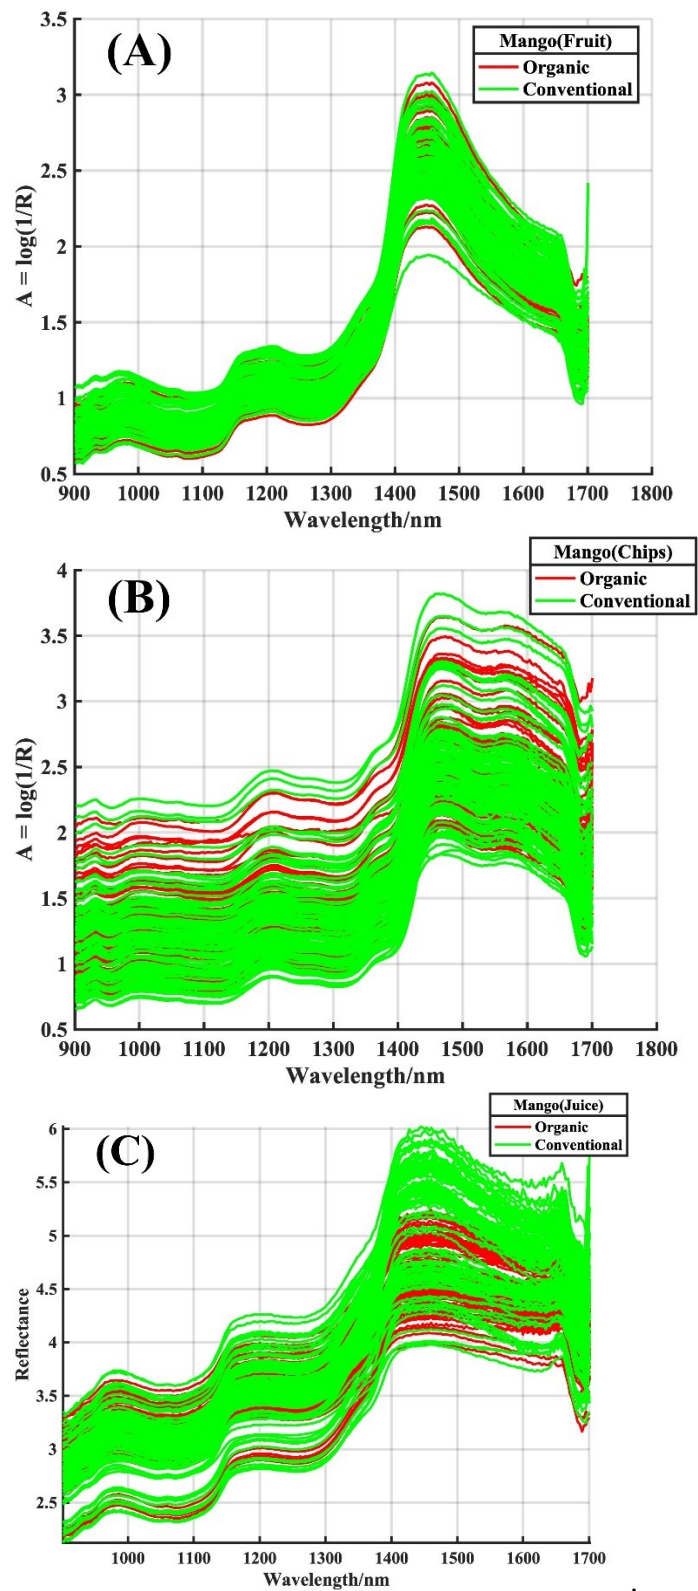 (A)
Mango(Fruit)
Organic
Conventional
A = log(1/R)
3.5
3
2.5
2
1.5
1
0.5
900 1000 1100 1200 1300 1400 1500 1600 1700 1800
Wavelength/nm
(B)
Mango(Chips)
Organic
Conventional
A = log(1/R)
4
3.5
3
2.5
2
1.5
1
0.5
900 1000 1100 1200 1300 1400 1500 1600 1700 1800
Wavelength/nm
(C)
Mango(Juice)
Organic
Conventional
Reflectance
6
5.5
5
4.5
4
3.5
3
2.5
1000 1100 1200 1300 1400 1500 1600 1700
Wavelength/nm
.